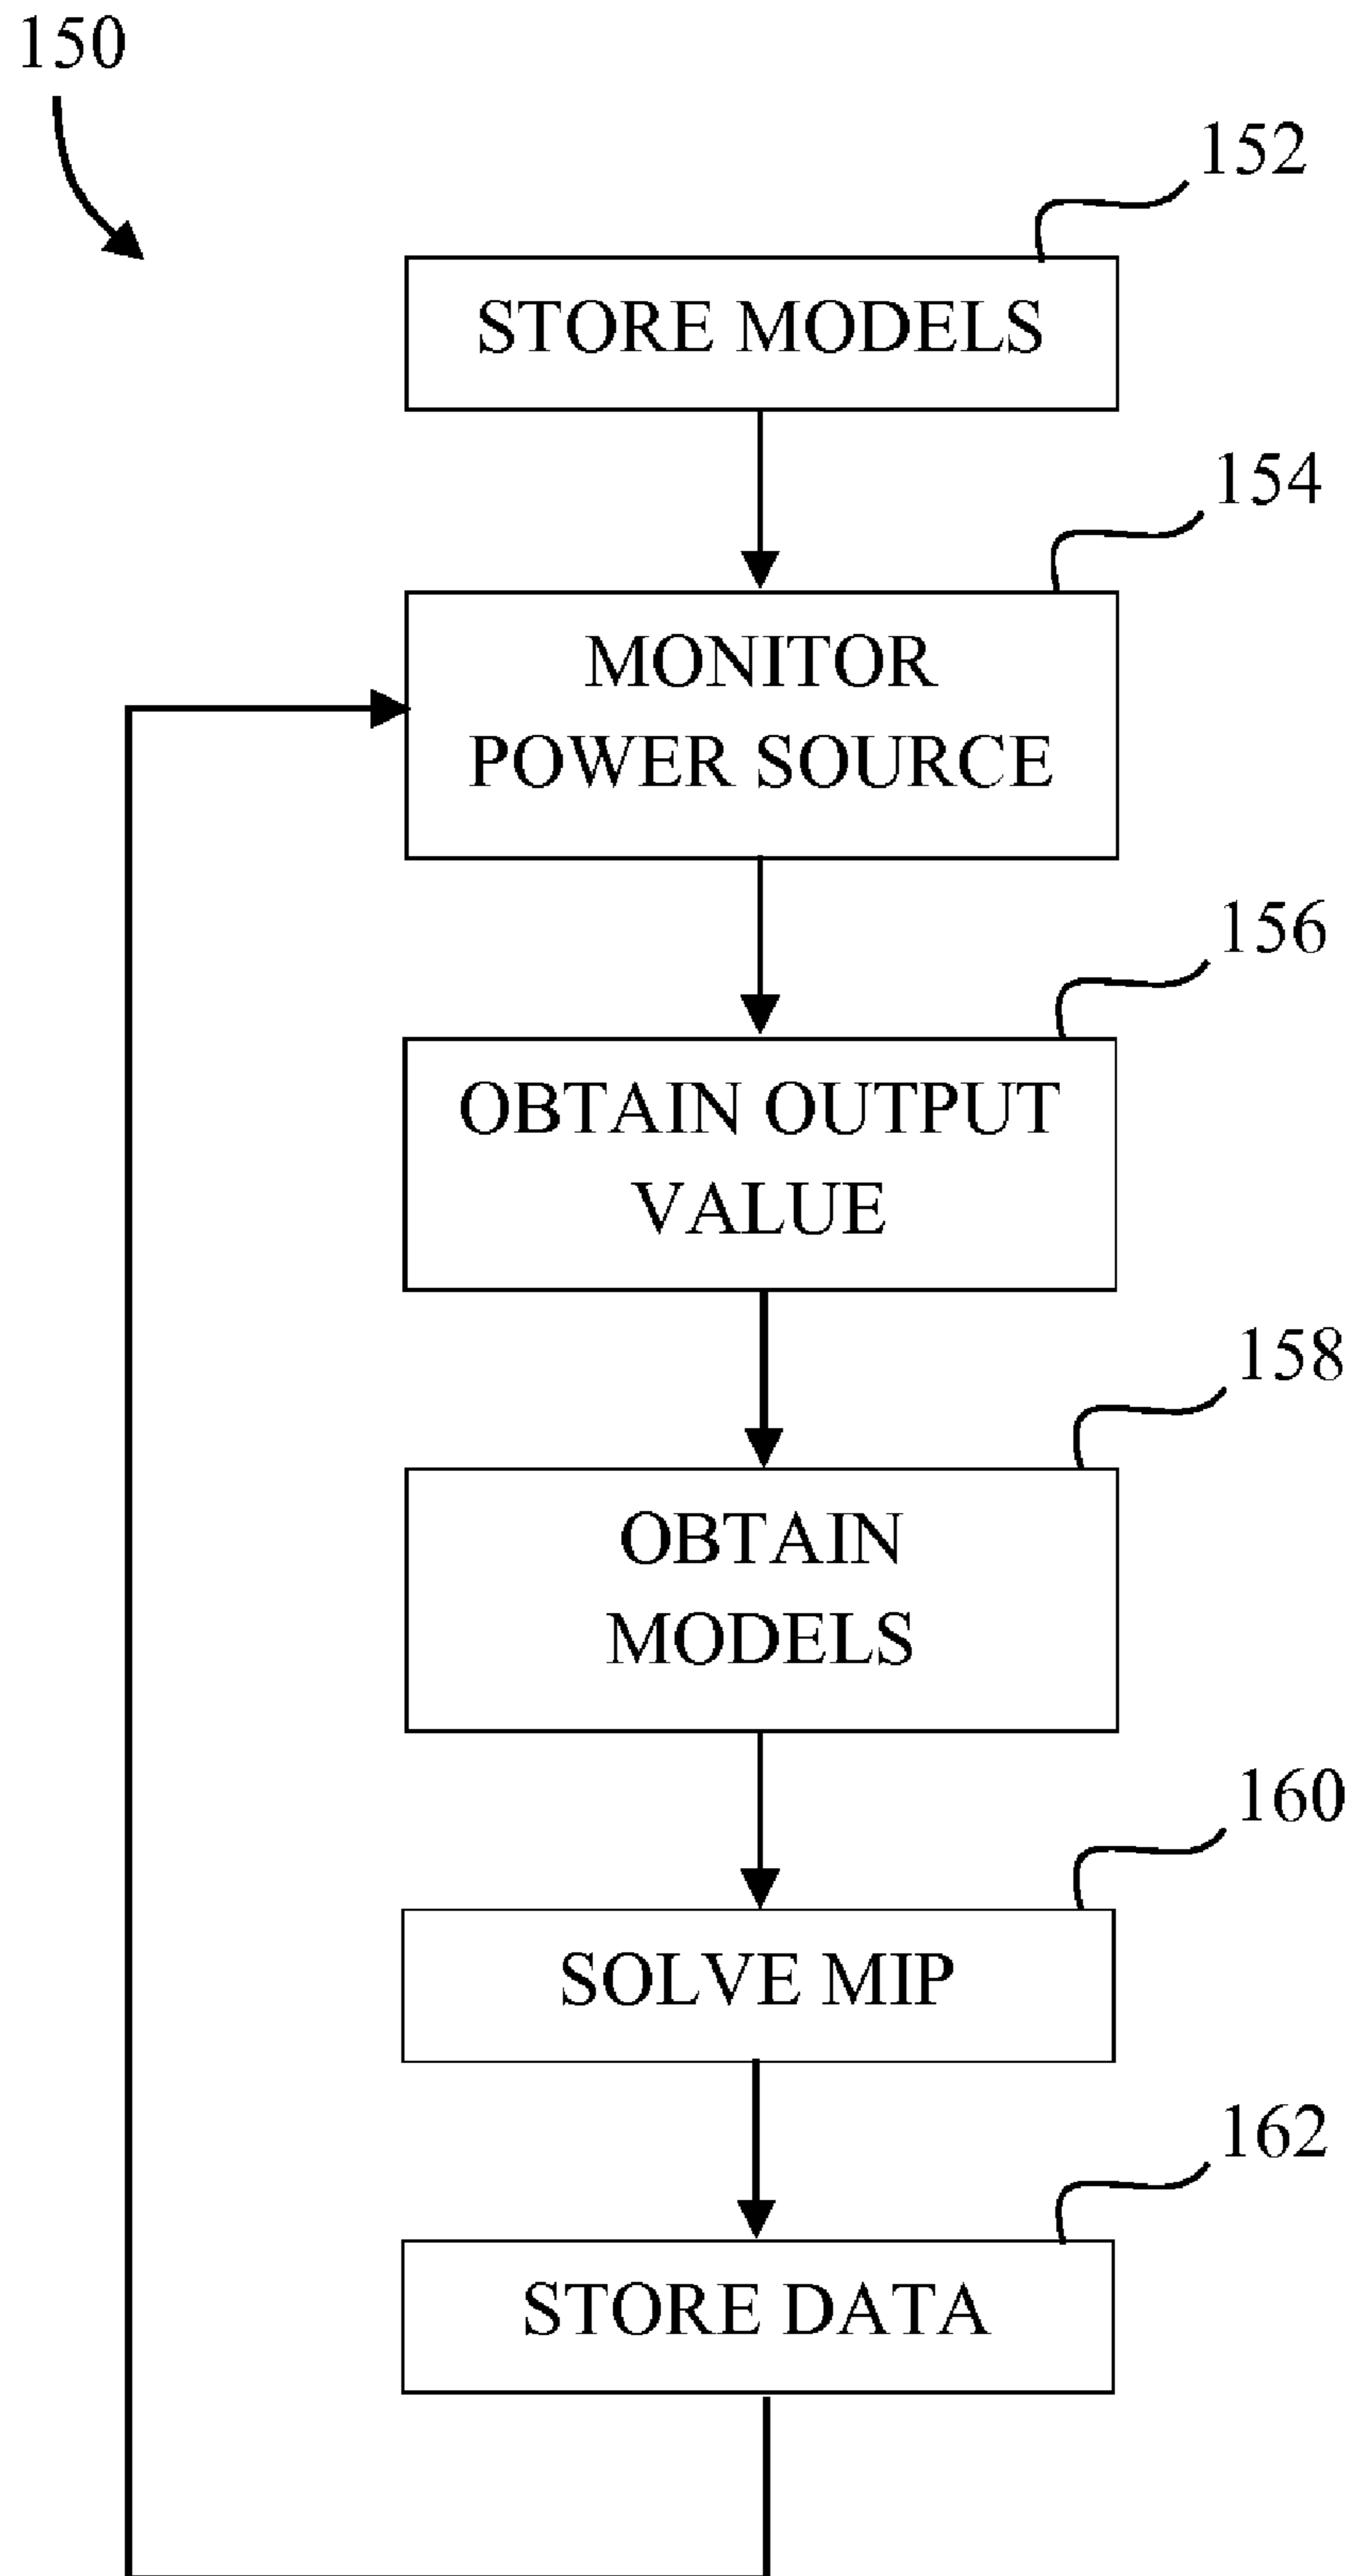 150
152
STORE MODELS
154
MONITOR
POWER SOURCE
156
OBTAIN OUTPUT
VALUE
158
OBTAIN
MODELS
160
SOLVE MIP
162
STORE DATA